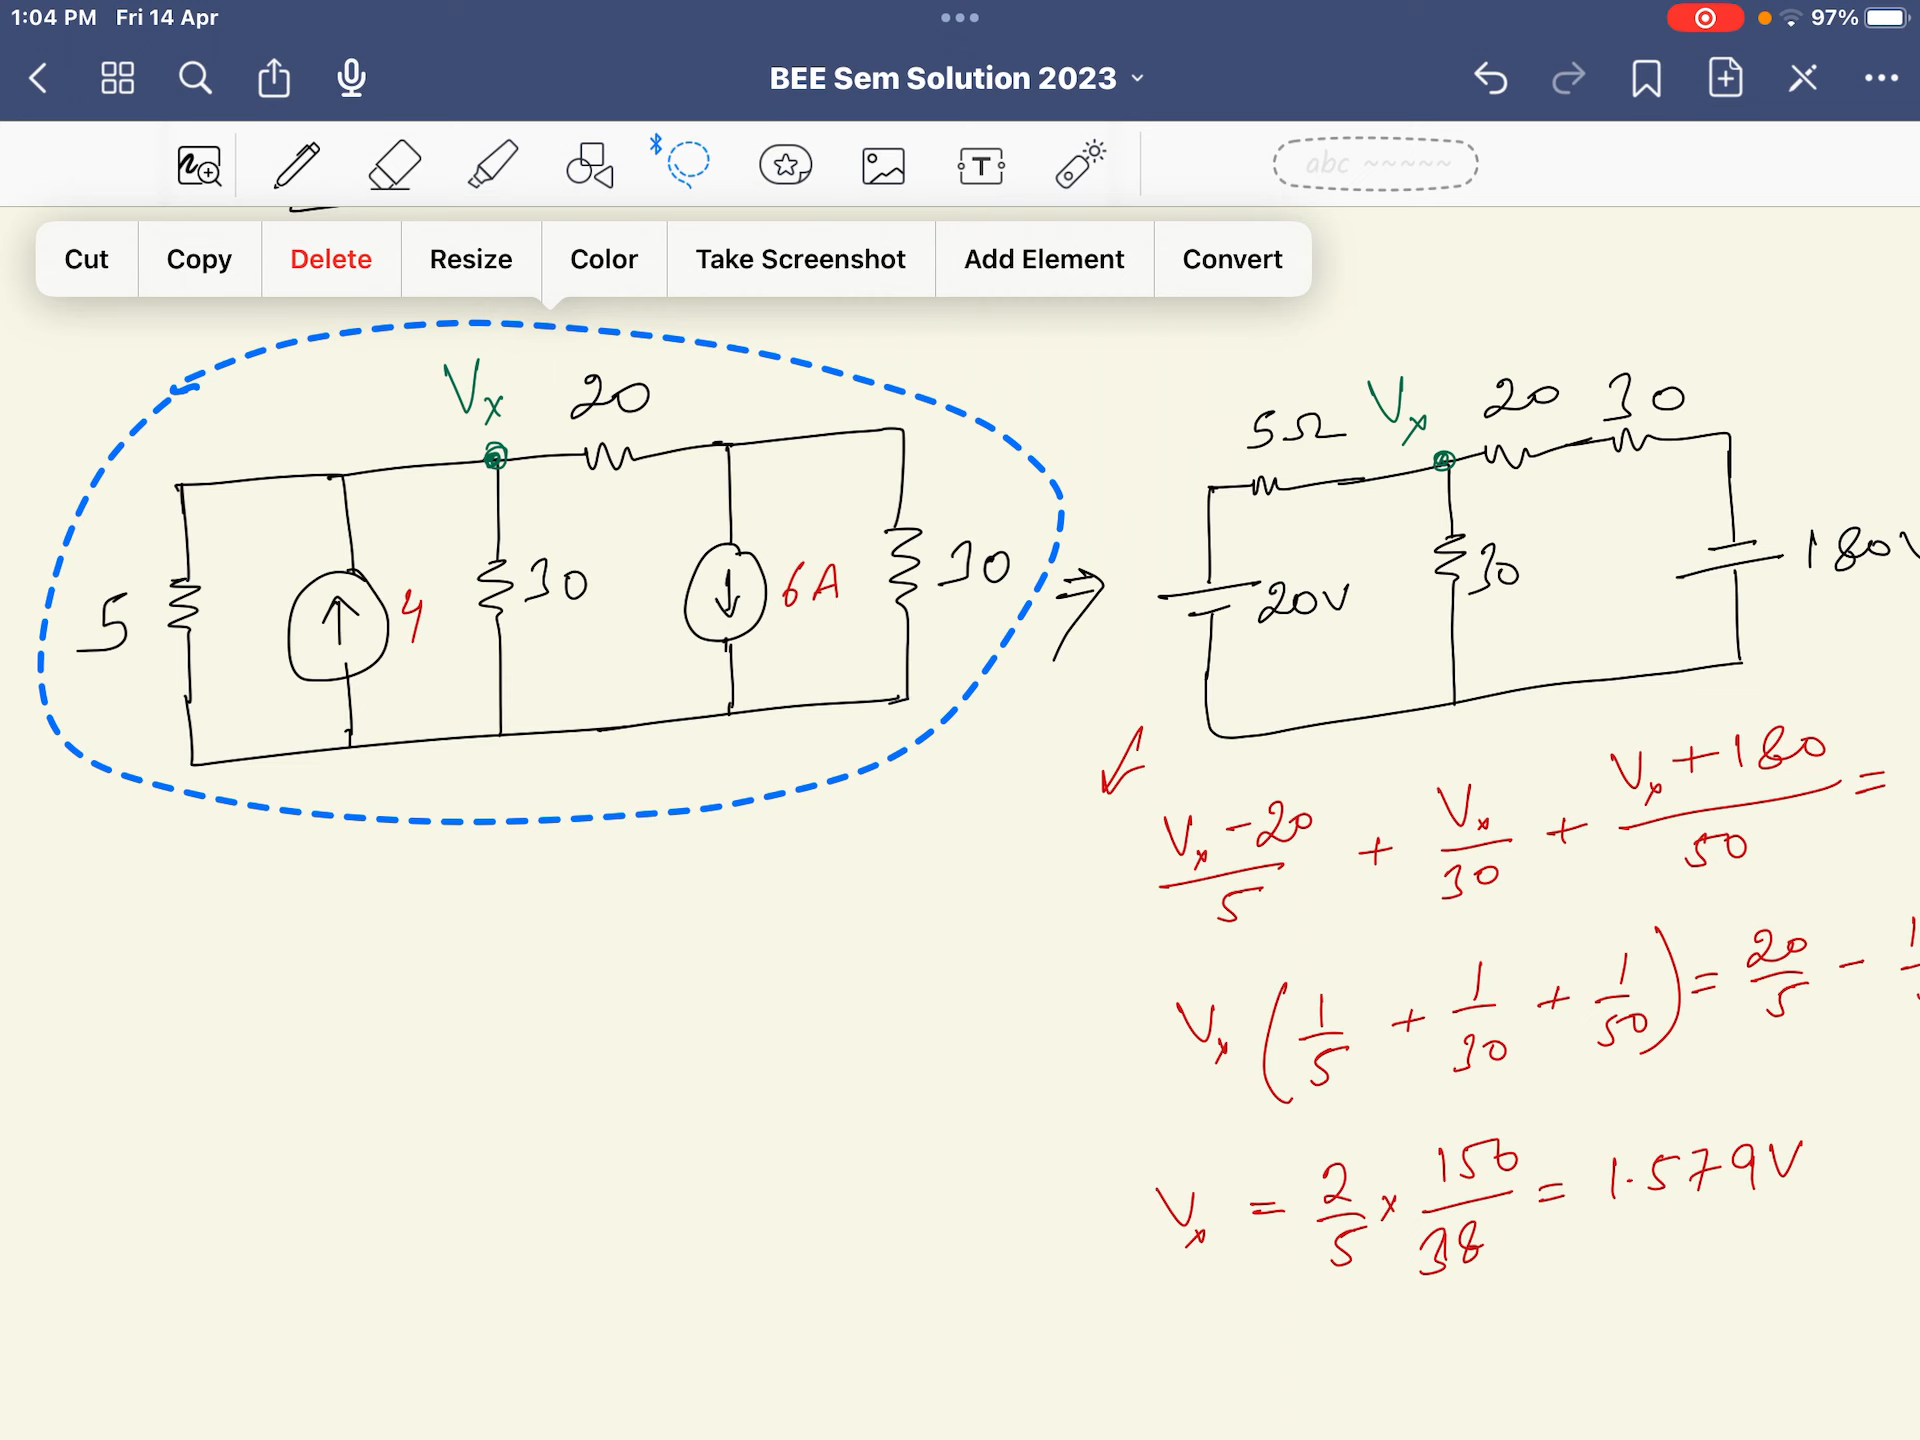 1:04 PM Fri 14 Apr 97%
BEE Sem Solution 2023
abc
Cut Copy Delete Resize Color Take Screenshot Add Element Convert
Vx 20
5 4 30 6A 30
⇒
5Ω Vx 20 30
20V 30 180V
Vx - 20 / 5 + Vx / 30 + Vx + 180 / 50 =
Vx ( 1/5 + 1/30 + 1/50 ) = 20/5 -
Vx = 2/5 × 150/38 = 1.579V